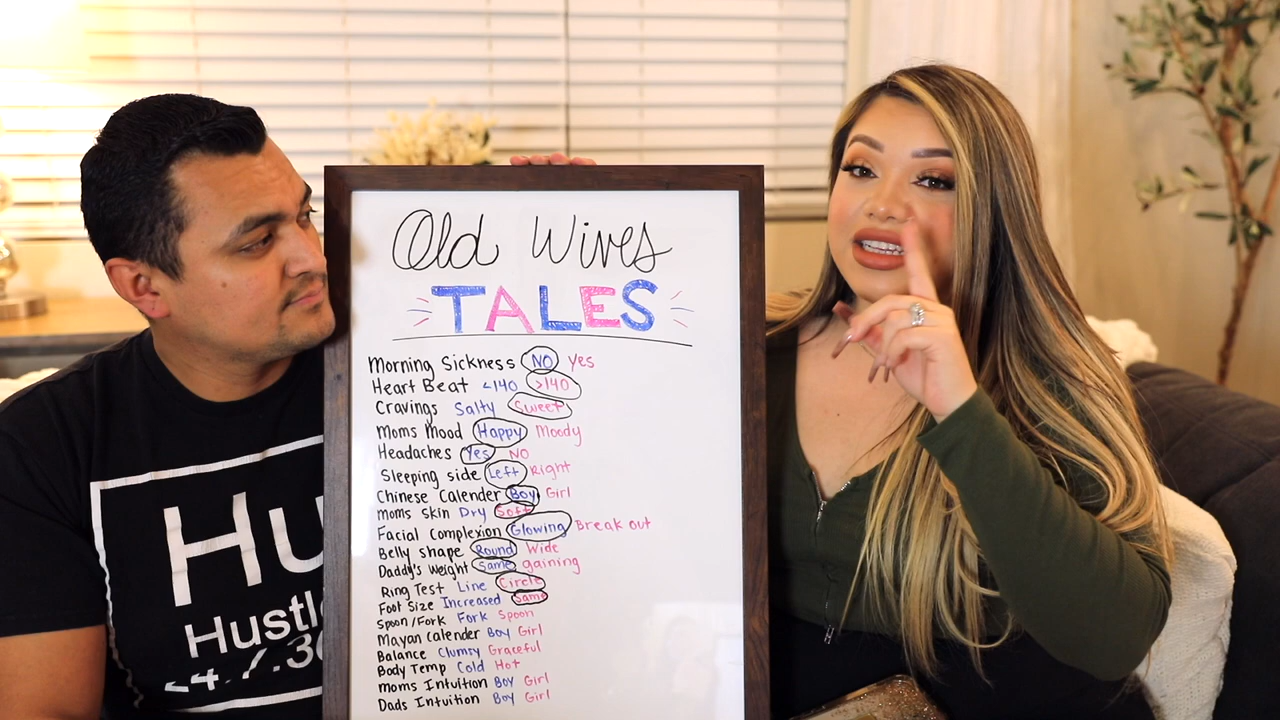 Old Wives
TALES
Morning Sickness NO Yes
Heart Beat <140 >140
Cravings Salty Sweet
Moms Mood Happy Moody
Headaches Yes NO
Sleeping side Left Right
Chinese Calender Boy Girl
Moms Skin Dry Soft
Facial Complexion Glowing Break out
Belly shape Round Wide
Daddy's Weight Same gaining
Ring Test Line Circle
Foot Size Increased Same
Spoon/Fork Fork Spoon
Mayan Calender Boy Girl
Balance Clumsy Graceful
Body Temp Cold Hot
Moms Intuition Boy Girl
Dads Intuition Boy Girl
Hu
Hustl